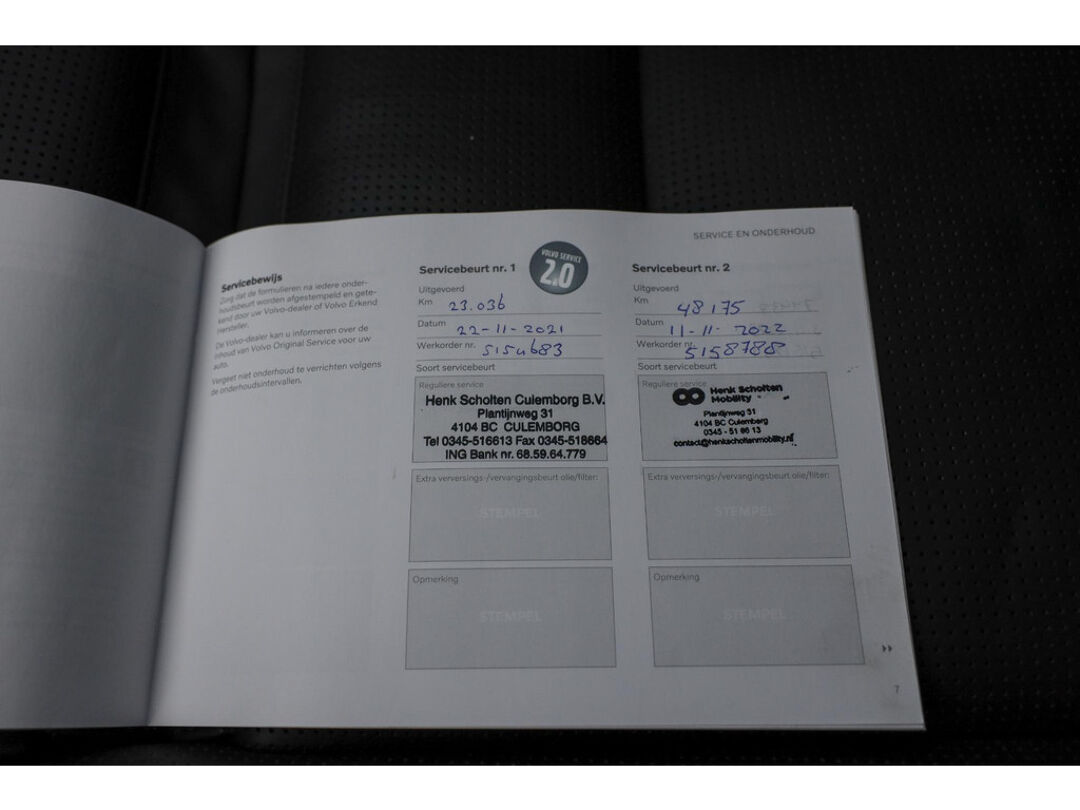 SERVICE EN ONDERHOUD
Servicebewijs
Zorg dat de formulieren na iedere onder-
houdsbeurt worden afgestempeld en gete-
kend door uw Volvo-dealer of Volvo Erkend
Hersteller.
De Volvo-dealer kan u informeren over de
inhoud van Volvo Original Service voor uw
auto.
Vergeet niet onderhoud te verrichten volgens
de onderhoudsintervallen.
Servicebeurt nr. 1
VOLVO SERVICE
2.0
Uitgevoerd
Km 23.036
Datum 22-11-2021
Werkorder nr. 5154683
Soort servicebeurt
Reguliere service
Henk Scholten Culemborg B.V.
Plantijnweg 31
4104 BC CULEMBORG
Tel 0345-516613 Fax 0345-518664
ING Bank nr. 68.59.64.779
Extra verversings-/vervangingsbeurt olie/filter:
STEMPEL
Opmerking
STEMPEL
Servicebeurt nr. 2
Uitgevoerd
Km 48175
Datum 11-11-2022
Werkorder nr. 5158788
Soort servicebeurt
Reguliere service
Henk Scholten
Mobility
Plantijnweg 31
4104 BC Culemborg
0345 - 51 66 13
contact@henkscholtenmobility.nl
Extra verversings-/vervangingsbeurt olie/filter:
STEMPEL
Opmerking
STEMPEL
7